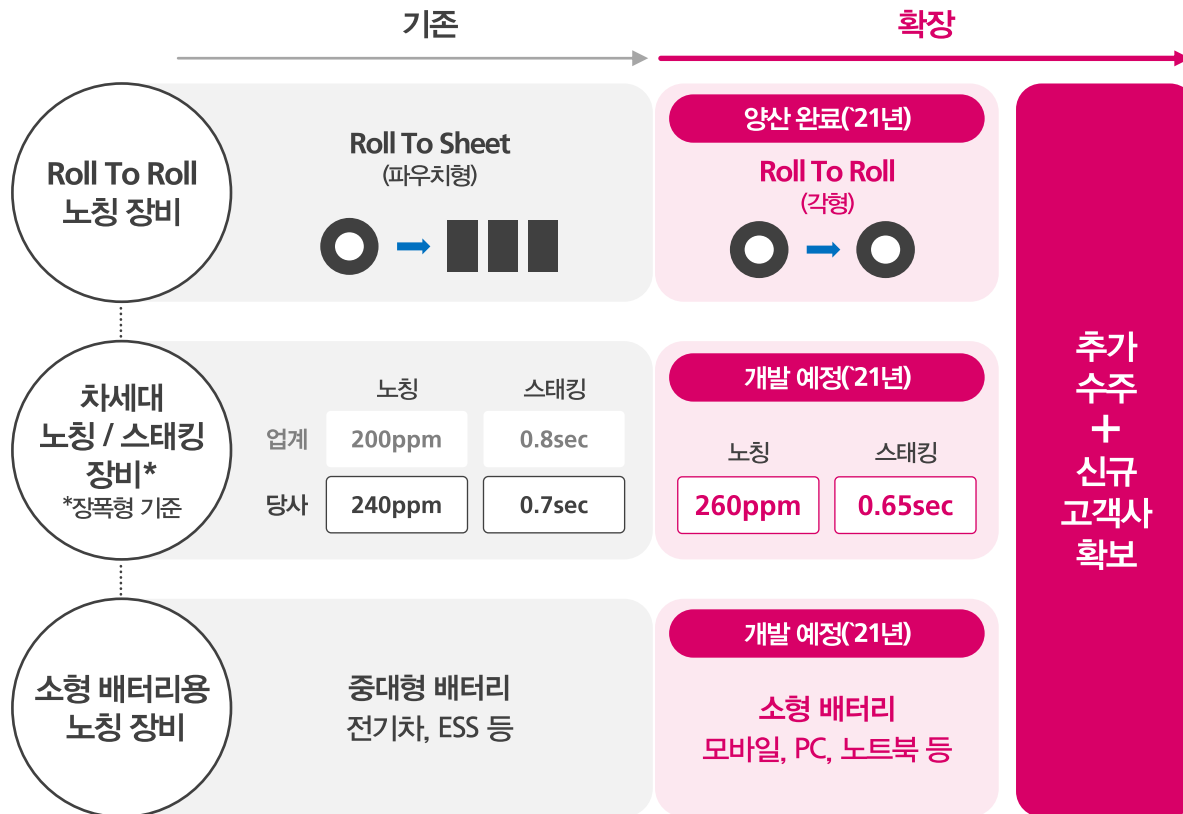 기존
확장
Roll To Roll
노칭 장비
Roll To Sheet
(파우치형)
양산 완료(`21년)
Roll To Roll
(각형)
차세대
노칭 / 스태킹
장비*
*장폭형 기준
노칭 스태킹
업계 200ppm 0.8sec
당사 240ppm 0.7sec
개발 예정(`21년)
노칭 스태킹
260ppm 0.65sec
소형 배터리용
노칭 장비
중대형 배터리
전기차, ESS 등
개발 예정(`21년)
소형 배터리
모바일, PC, 노트북 등
추가
수주
+
신규
고객사
확보